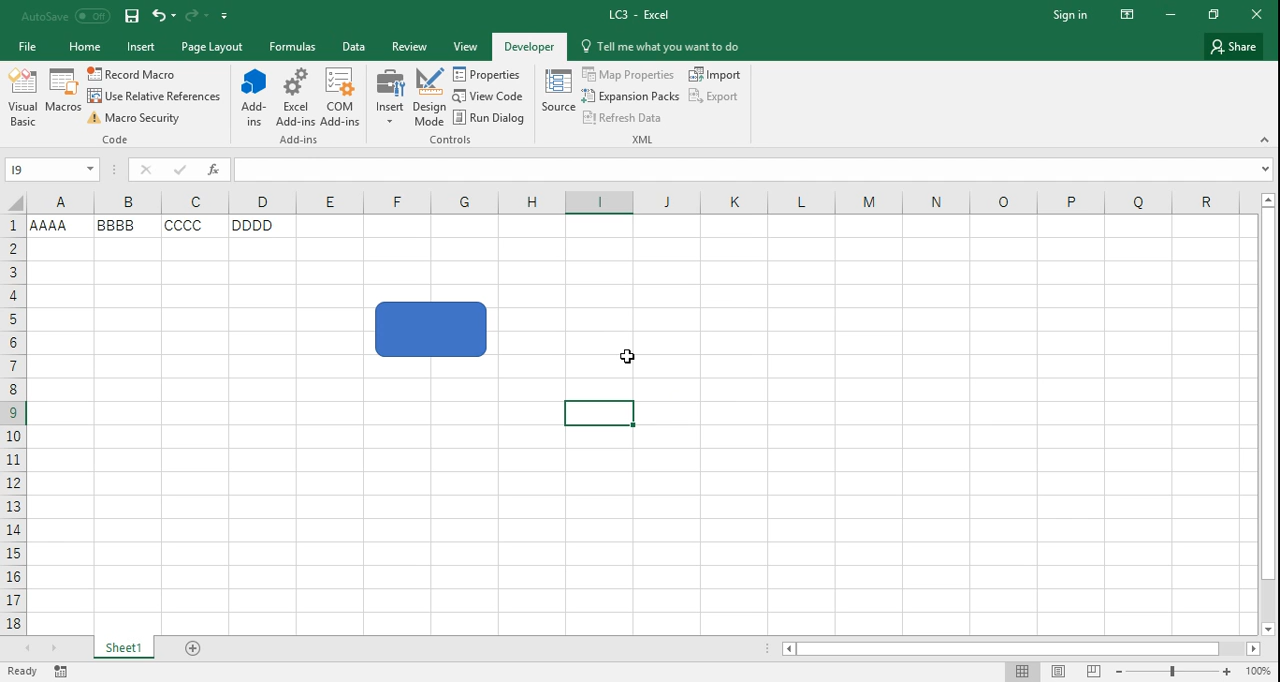 AutoSave Off LC3 - Excel Sign in
File Home Insert Page Layout Formulas Data Review View Developer Tell me what you want to do Share
Visual Basic
Macros
Record Macro
Use Relative References
Macro Security
Code
Add-ins
Excel Add-ins
COM Add-ins
Add-ins
Insert
Design Mode
Properties
View Code
Run Dialog
Controls
Source
Map Properties
Expansion Packs
Refresh Data
Import
Export
XML
I9 fx
A B C D E F G H I J K L M N O P Q R
1 AAAA BBBB CCCC DDDD
2
3
4
5
6
7
8
9
10
11
12
13
14
15
16
17
18
Sheet1
Ready 100%